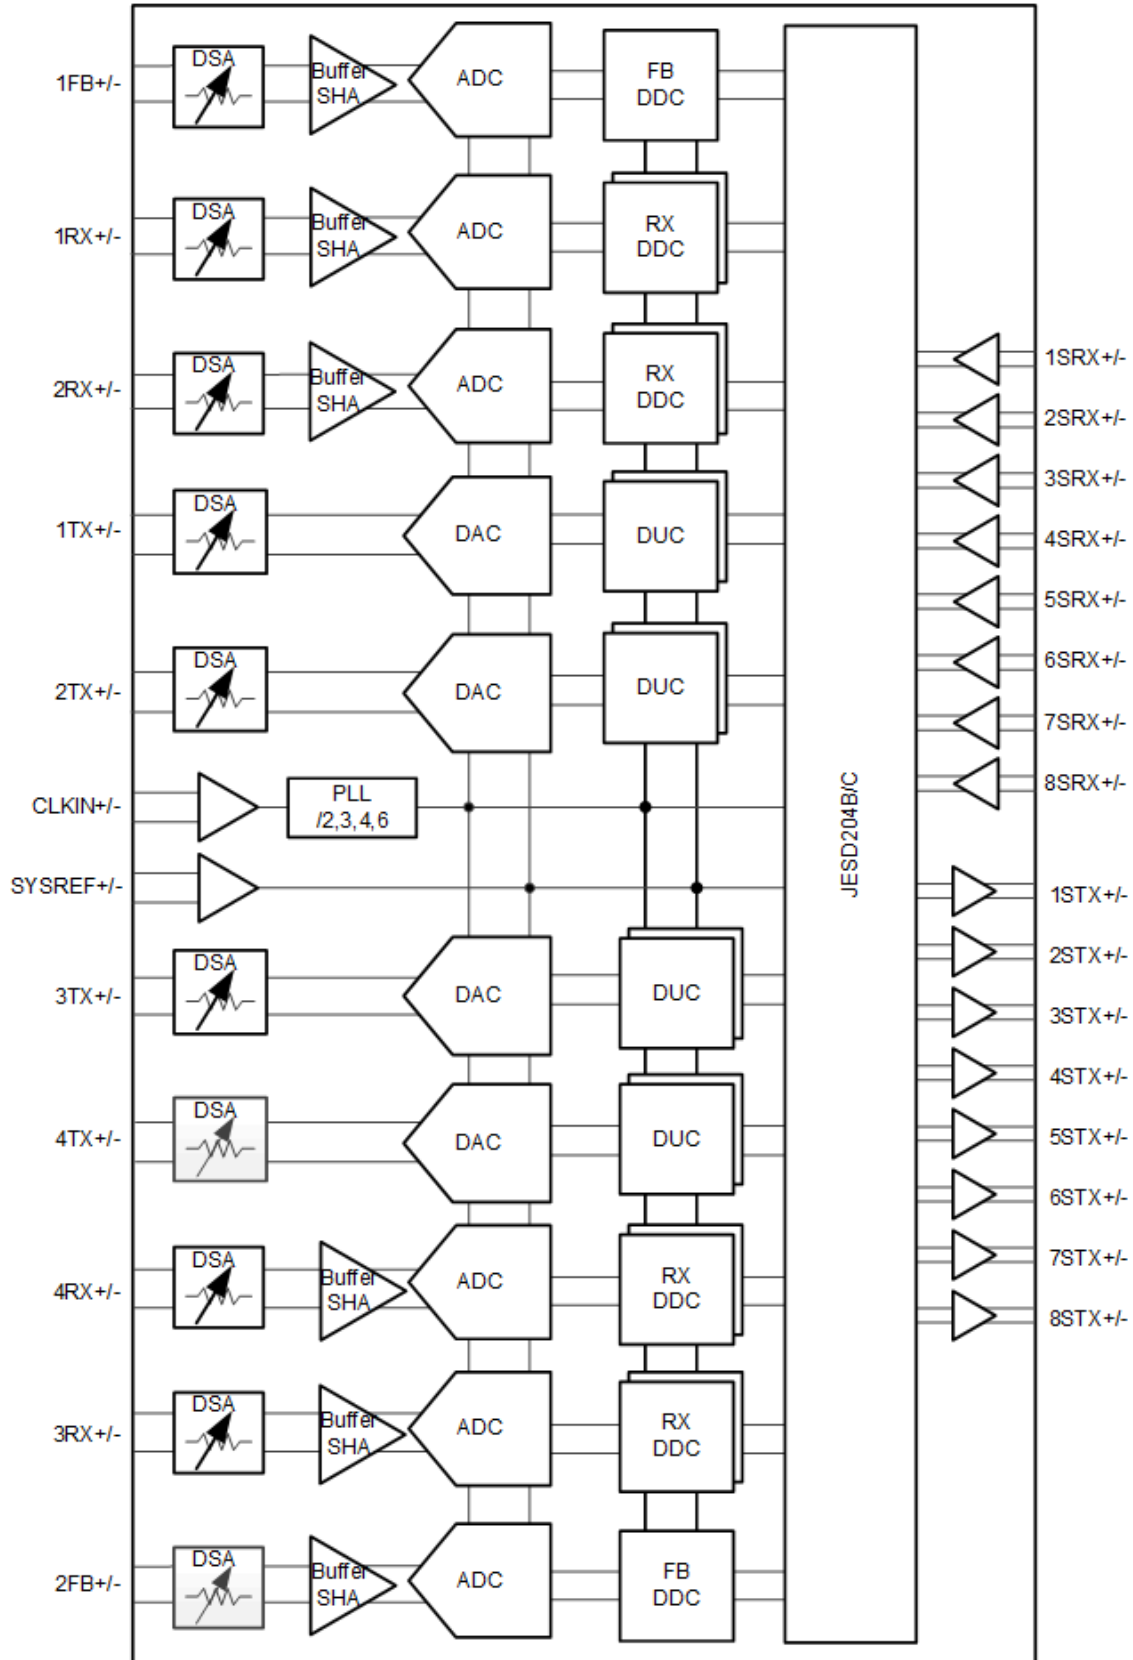 1FB+/-
DSA
Buffer
SHA
ADC
FB
DDC
1RX+/-
DSA
Buffer
SHA
ADC
RX
DDC
2RX+/-
DSA
Buffer
SHA
ADC
RX
DDC
1TX+/-
DSA
DAC
DUC
2TX+/-
DSA
DAC
DUC
CLKIN+/-
PLL
/2,3,4,6
SYSREF+/-
3TX+/-
DSA
DAC
DUC
4TX+/-
DSA
DAC
DUC
4RX+/-
DSA
Buffer
SHA
ADC
RX
DDC
3RX+/-
DSA
Buffer
SHA
ADC
RX
DDC
2FB+/-
DSA
Buffer
SHA
ADC
FB
DDC
JESD204B/C
1SRX+/-
2SRX+/-
3SRX+/-
4SRX+/-
5SRX+/-
6SRX+/-
7SRX+/-
8SRX+/-
1STX+/-
2STX+/-
3STX+/-
4STX+/-
5STX+/-
6STX+/-
7STX+/-
8STX+/-